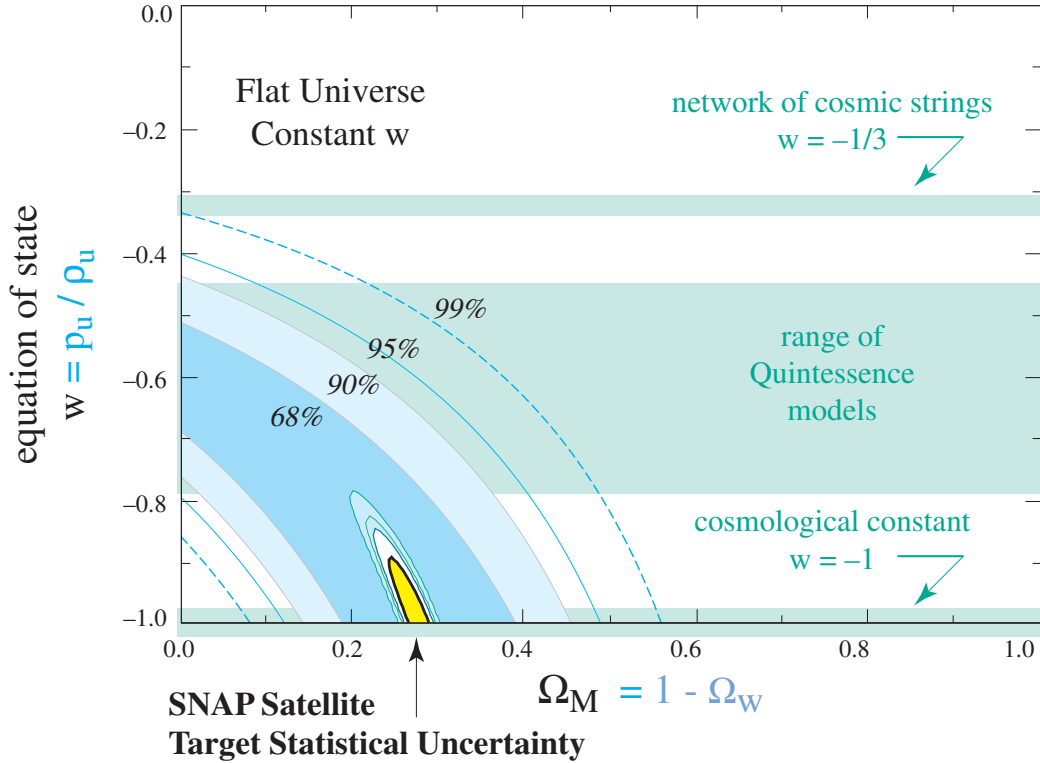 0.0
–0.2
–0.4
–0.6
–0.8
–1.0
equation of state
w = pu / ρu
Flat Universe
Constant w
network of cosmic strings
w = –1/3
99%
95%
90%
68%
range of
Quintessence
models
cosmological constant
w = –1
0.0 0.2 0.4 0.6 0.8 1.0
ΩM = 1 - Ωw
SNAP Satellite
Target Statistical Uncertainty